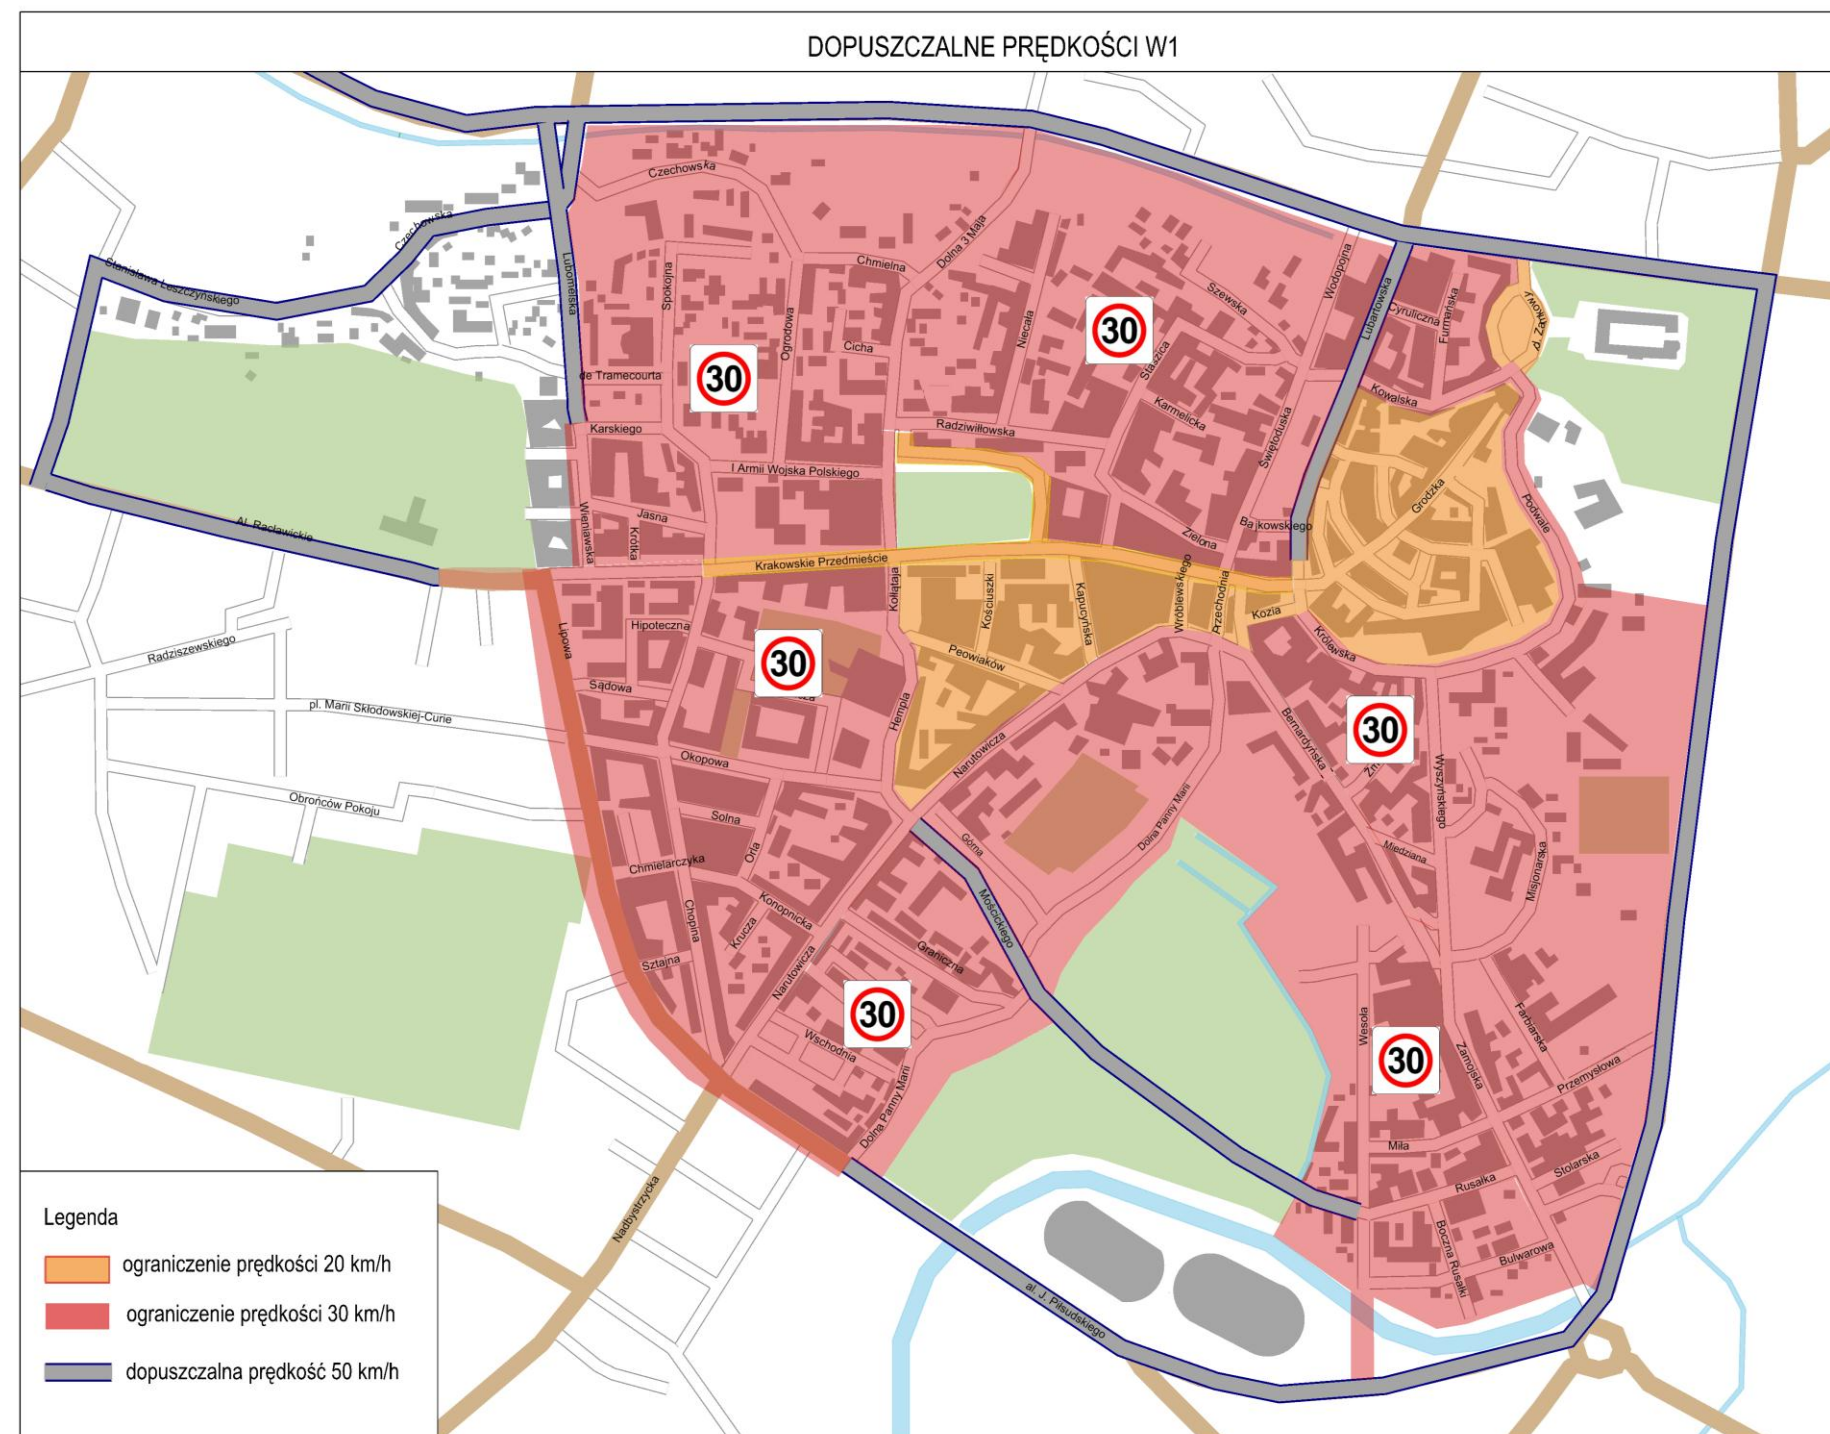 DOPUSZCZALNE PRĘDKOŚCI W1
Czechowska
Czechowska
Stanisława Leszczyńskiego
Lubomelska
Spokojna
Ogrodowa
Chmielna
Dolna 3 Maja
Cicha
Niecała
Szewska
Staszica
Karmelicka
Wodopojna
Lubartowska
Cyruliczna
Furmańska
pl. Zamkowy
Kowalska
30
30
de Tramecourta
Karskiego
Radziwiłłowska
Świętoduska
I Armii Wojska Polskiego
Grodzka
Podwale
Al. Racławickie
Wieniawska
Jasna
Krótka
Zielona
Bajkowskiego
Krakowskie Przedmieście
Kołłątaja
Kościuszki
Kapucyńska
Wróblewskiego
Przechodnia
Kozia
Królewska
Radziszewskiego
Lipowa
Hipoteczna
30
Peowiaków
Sądowa
pl. Marii Skłodowskiej-Curie
Hempla
Narutowicza
Bernardyńska
30
Okopowa
Wyszyńskiego
Obrońców Pokoju
Solna
Górna
Dolna Panny Marii
Miedziana
Misjonarska
Chmielarczyka
Orla
Konopnicka
Krucza
Chopina
Mościckiego
Graniczna
Sztajna
Narutowicza
30
Wschodnia
Dolna Panny Marii
Wesoła
30
Farbiarska
Zamojska
Przemysłowa
Miła
Stolarska
Rusałka
Nadbystrzycka
Boczna Rusałki
Bulwarowa
al. J. Piłsudskiego
Legenda
ograniczenie prędkości 20 km/h
ograniczenie prędkości 30 km/h
dopuszczalna prędkość 50 km/h